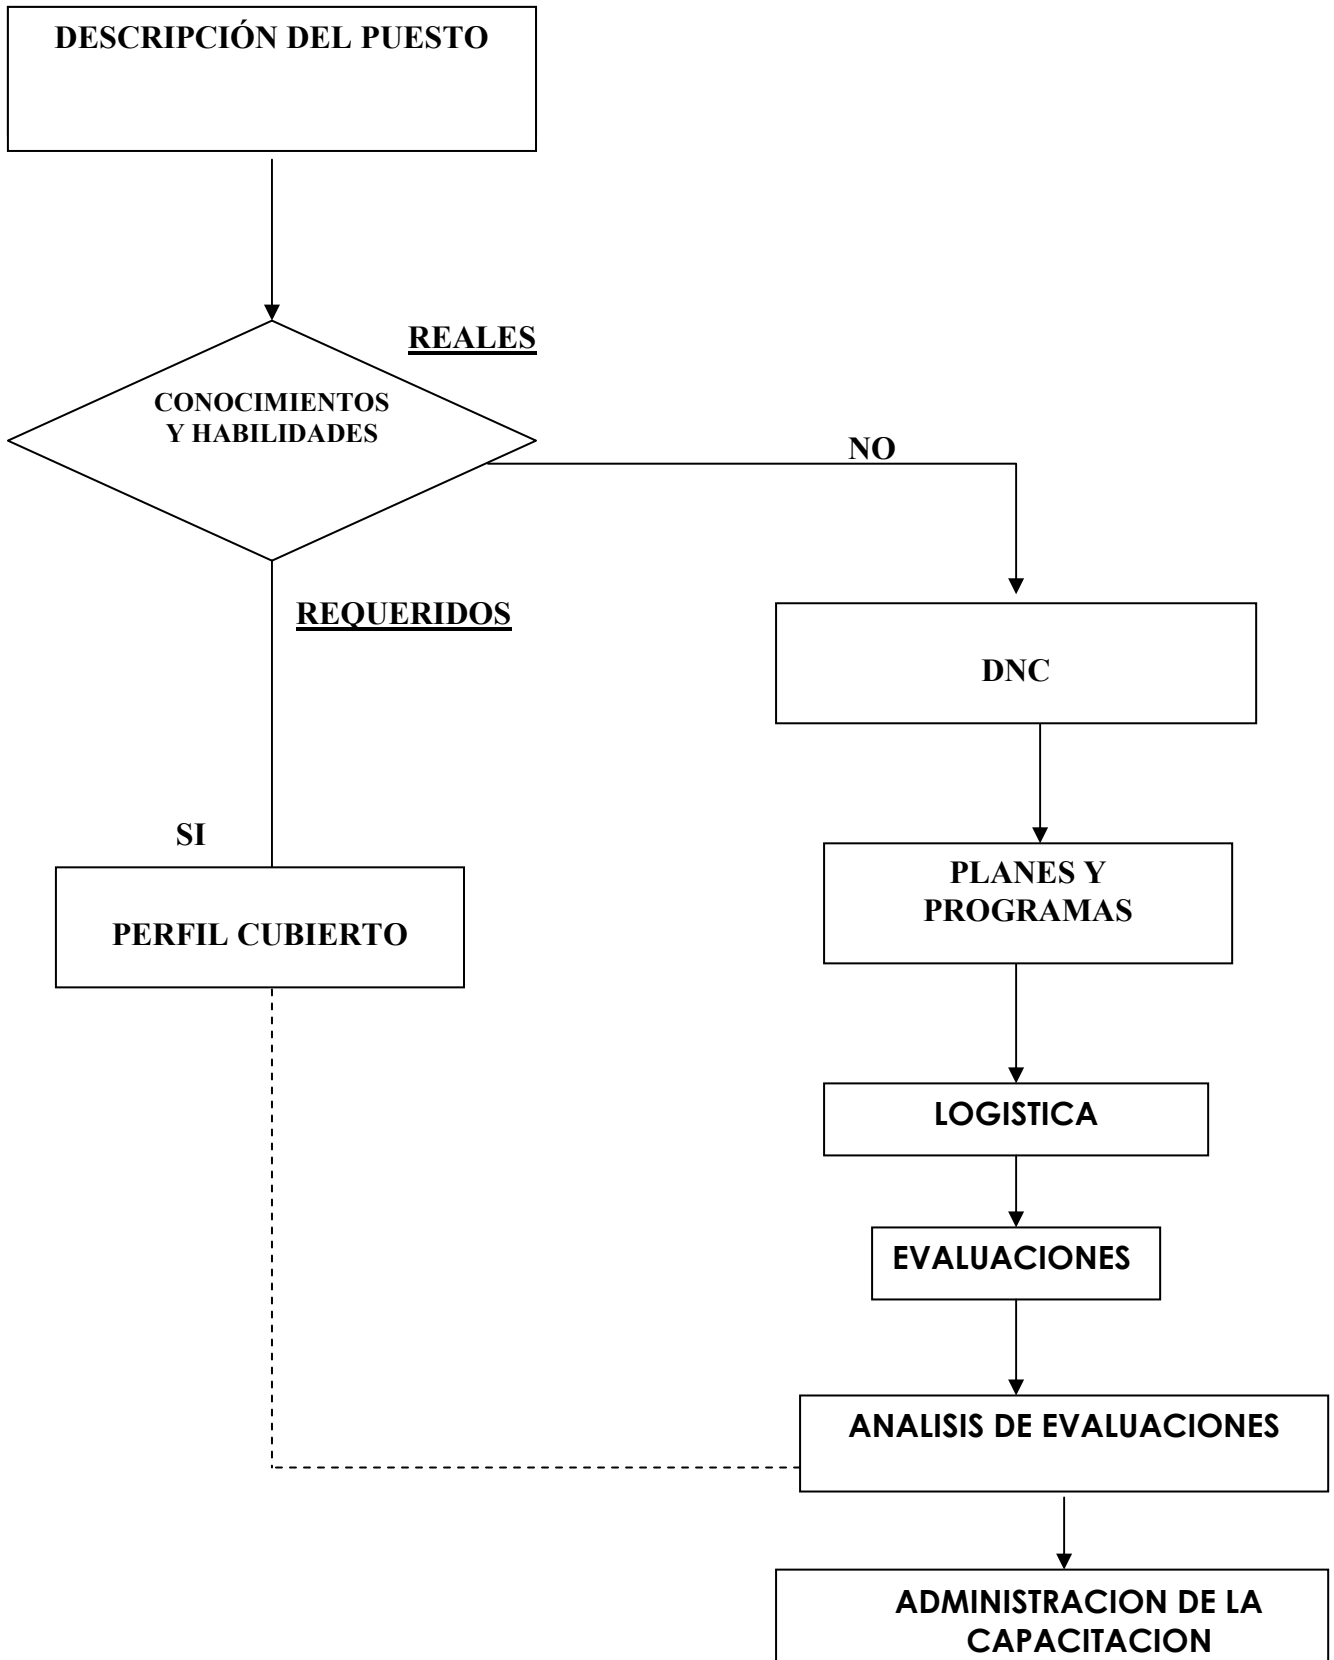 DESCRIPCIÓN DEL PUESTO
REALES
CONOCIMIENTOS
Y HABILIDADES
NO
REQUERIDOS
DNC
SI
PLANES Y
PROGRAMAS
PERFIL CUBIERTO
LOGISTICA
EVALUACIONES
ANALISIS DE EVALUACIONES
ADMINISTRACION DE LA
CAPACITACION